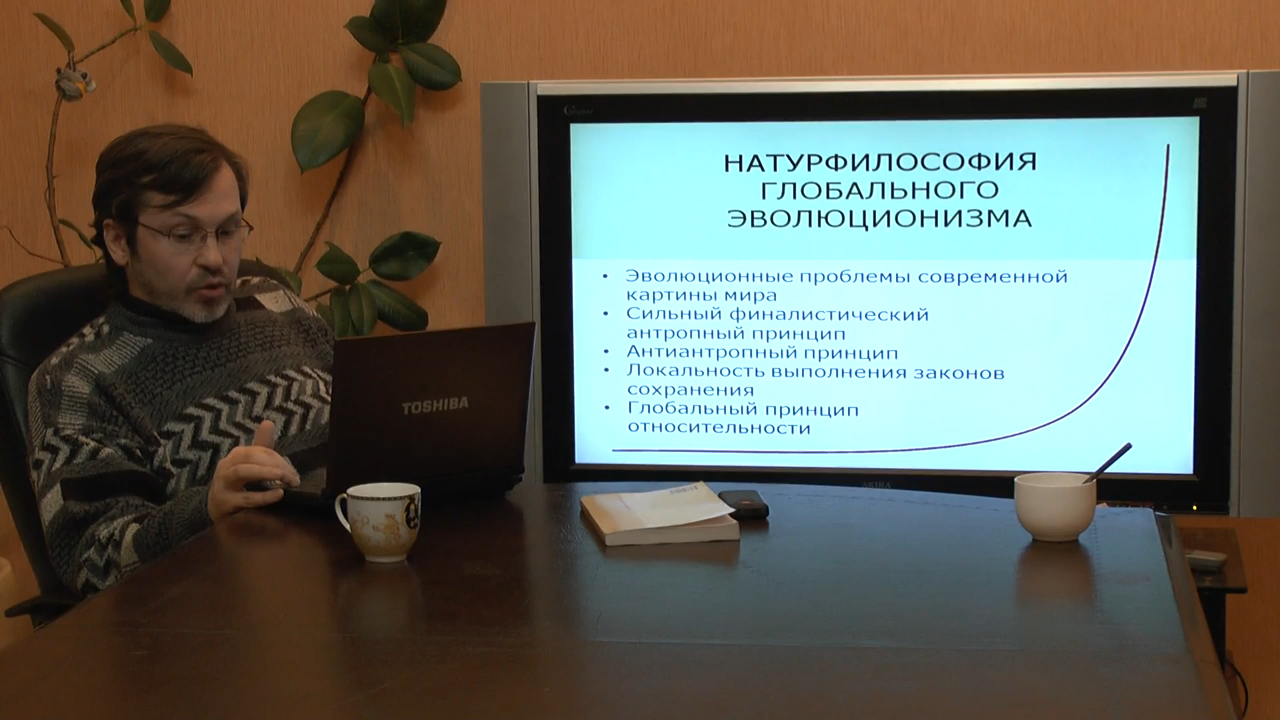 НАТУРФИЛОСОФИЯ
ГЛОБАЛЬНОГО
ЭВОЛЮЦИОНИЗМА
• Эволюционные проблемы современной
картины мира
• Сильный финалистический
антропный принцип
• Антиантропный принцип
• Локальность выполнения законов
сохранения
• Глобальный принцип
относительности
TOSHIBA
AKIRA